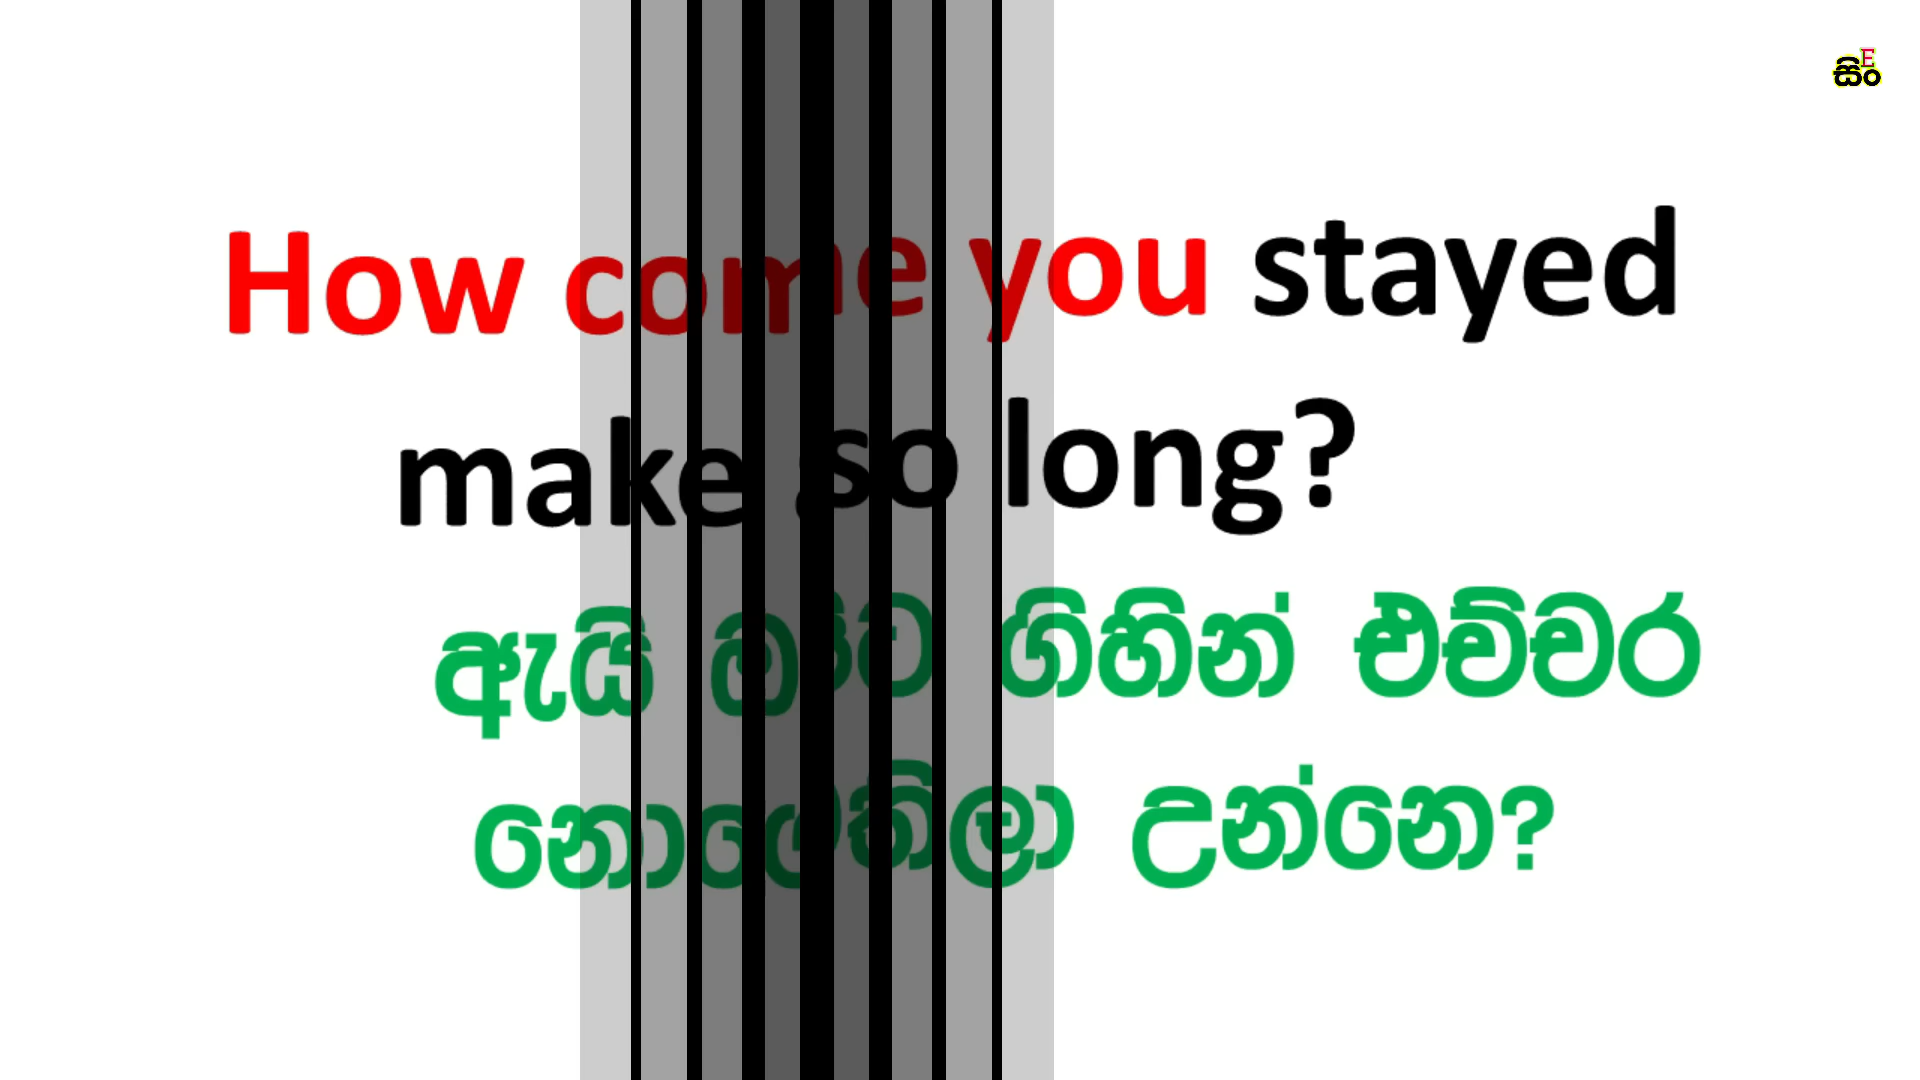 සිංE
How come you stayed
make so long?
ඇයි ගිහින් එච්චර
උන්නෙ?